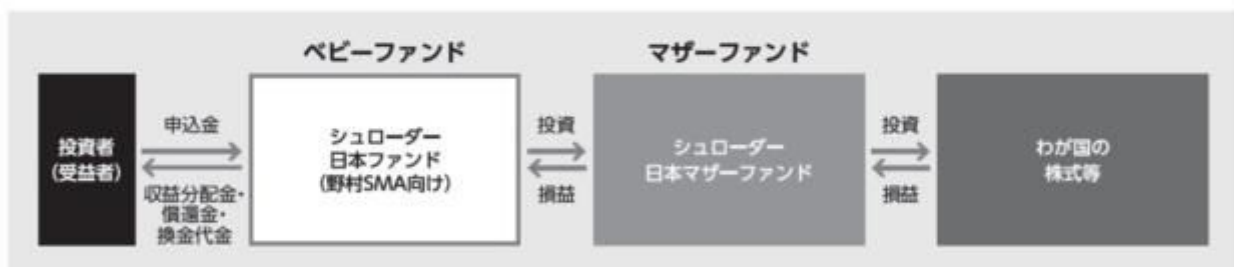 ベビーファンド
マザーファンド
投資者
(受益者)
申込金
収益分配金・
償還金・
換金代金
シュローダー
日本ファンド
(野村SMA向け)
投資
損益
シュローダー
日本マザーファンド
投資
損益
わが国の
株式等